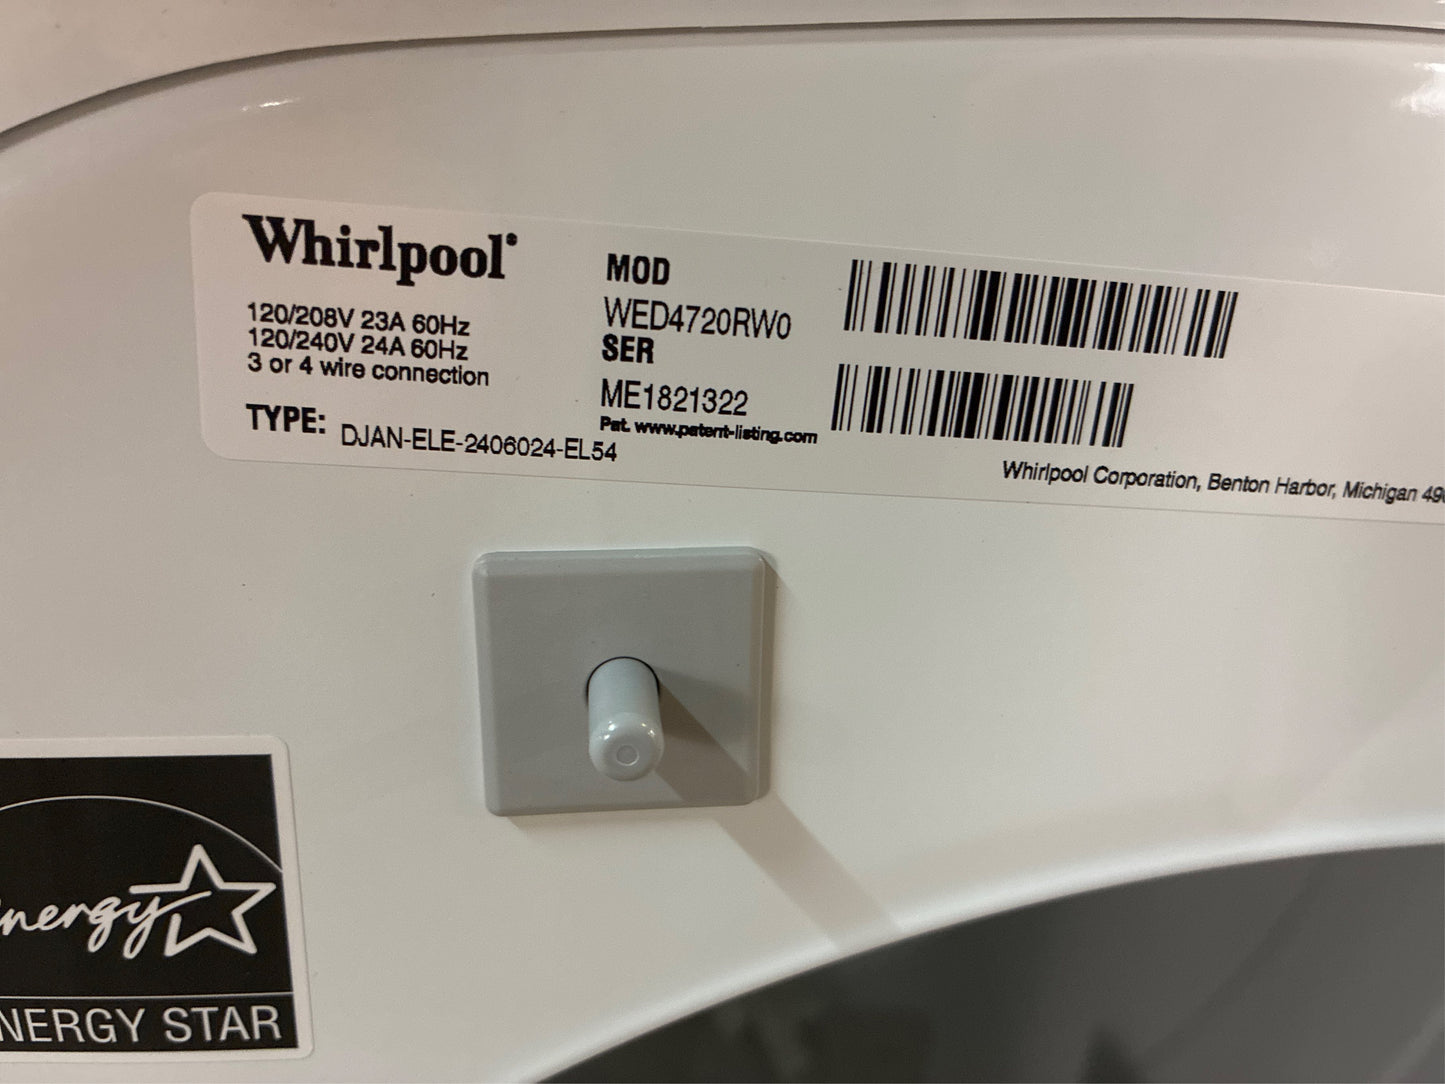 Whirlpool®
120/208V 23A 60Hz
120/240V 24A 60Hz
3 or 4 wire connection
TYPE: DJAN-ELE-2406024-EL54
MOD
WED4720RW0
SER
ME1821322
Pat. www.patent-listing.com
Whirlpool Corporation, Benton Harbor, Michigan
energy
ENERGY STAR